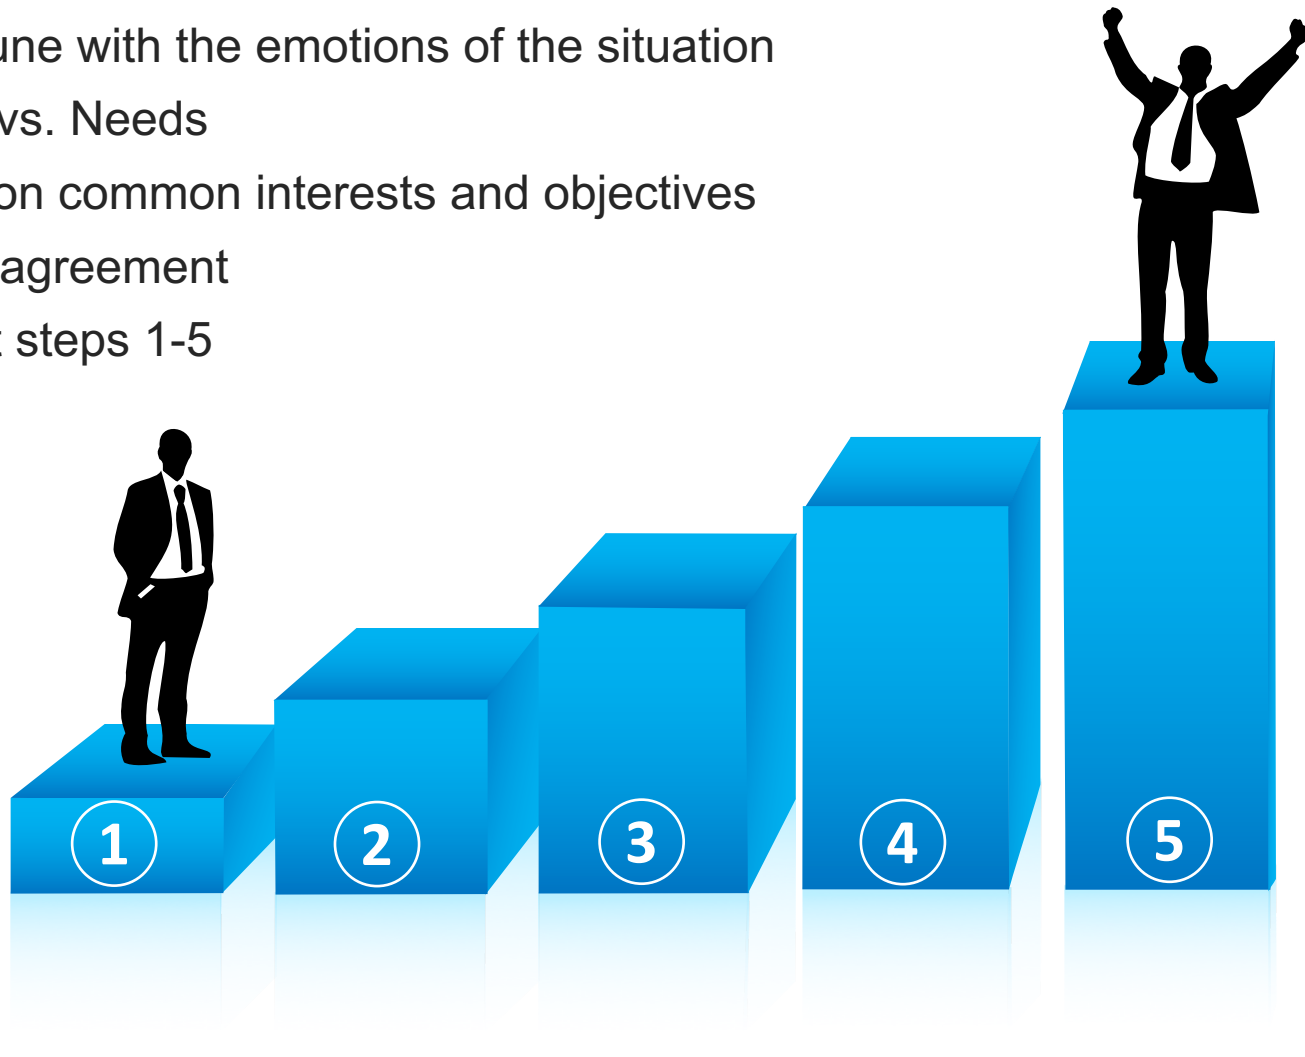 une with the emotions of the situation
vs. Needs
on common interests and objectives
agreement
steps 1-5
1
2
3
4
5